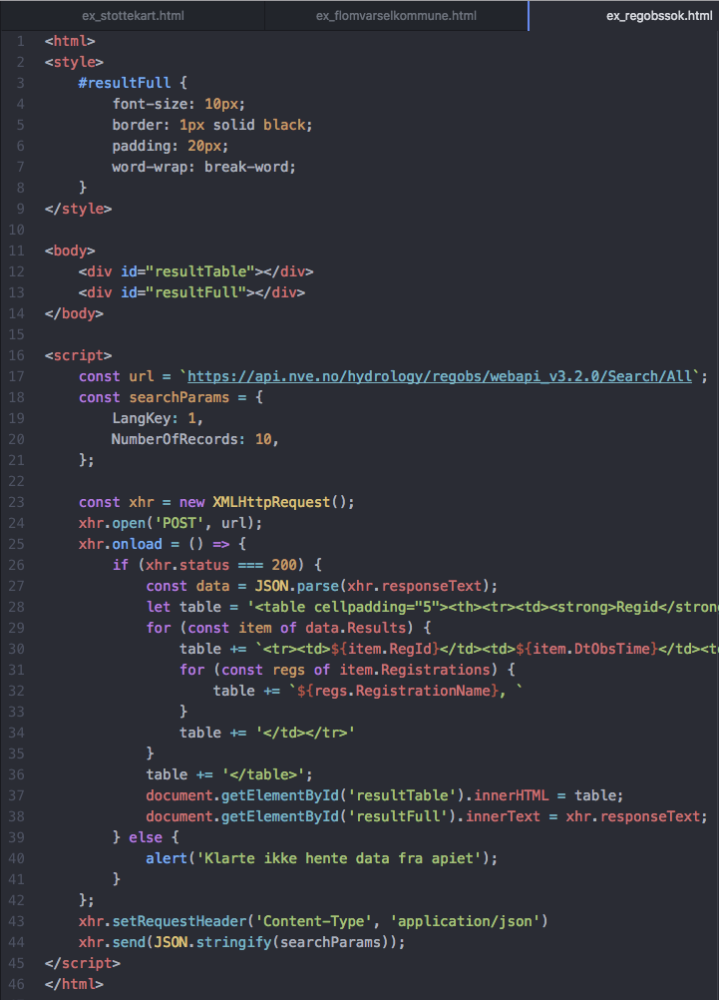 ex_stottekart.html ex_flomvarselkommune.html ex_regobssok.html
1 <html>
2 <style>
3     #resultFull {
4         font-size: 10px;
5         border: 1px solid black;
6         padding: 20px;
7         word-wrap: break-word;
8     }
9 </style>
10
11 <body>
12     <div id="resultTable"></div>
13     <div id="resultFull"></div>
14 </body>
15
16 <script>
17     const url = `https://api.nve.no/hydrology/regobs/webapi_v3.2.0/Search/All`;
18     const searchParams = {
19         LangKey: 1,
20         NumberOfRecords: 10,
21     };
22
23     const xhr = new XMLHttpRequest();
24     xhr.open('POST', url);
25     xhr.onload = () => {
26         if (xhr.status === 200) {
27             const data = JSON.parse(xhr.responseText);
28             let table = '<table cellpadding="5"><th><tr><td><strong>Regid</stron
29             for (const item of data.Results) {
30                 table += `<tr><td>${item.RegId}</td><td>${item.DtObsTime}</td><td
31                 for (const regs of item.Registrations) {
32                     table += `${regs.RegistrationName}, `
33                 }
34                 table += '</td></tr>'
35             }
36             table += '</table>';
37             document.getElementById('resultTable').innerHTML = table;
38             document.getElementById('resultFull').innerText = xhr.responseText;
39         } else {
40             alert('Klarte ikke hente data fra apiet');
41         }
42     };
43     xhr.setRequestHeader('Content-Type', 'application/json')
44     xhr.send(JSON.stringify(searchParams));
45 </script>
46 </html>